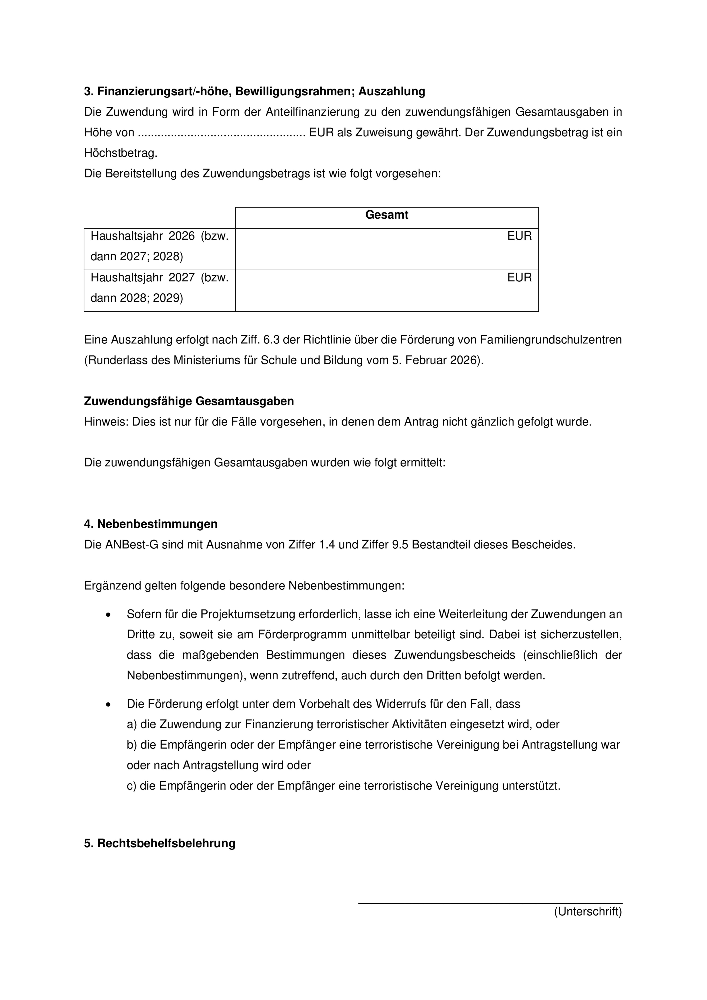 3. Finanzierungsart/-höhe, Bewilligungsrahmen; Auszahlung
Die Zuwendung wird in Form der Anteilfinanzierung zu den zuwendungsfähigen Gesamtausgaben in
Höhe von ................................................... EUR als Zuweisung gewährt. Der Zuwendungsbetrag ist ein
Höchstbetrag.
Die Bereitstellung des Zuwendungsbetrags ist wie folgt vorgesehen:
Gesamt
Haushaltsjahr 2026 (bzw. EUR
dann 2027; 2028)
Haushaltsjahr 2027 (bzw. EUR
dann 2028; 2029)
Eine Auszahlung erfolgt nach Ziff. 6.3 der Richtlinie über die Förderung von Familiengrundschulzentren
(Runderlass des Ministeriums für Schule und Bildung vom 5. Februar 2026).
Zuwendungsfähige Gesamtausgaben
Hinweis: Dies ist nur für die Fälle vorgesehen, in denen dem Antrag nicht gänzlich gefolgt wurde.
Die zuwendungsfähigen Gesamtausgaben wurden wie folgt ermittelt:
4. Nebenbestimmungen
Die ANBest-G sind mit Ausnahme von Ziffer 1.4 und Ziffer 9.5 Bestandteil dieses Bescheides.
Ergänzend gelten folgende besondere Nebenbestimmungen:
• Sofern für die Projektumsetzung erforderlich, lasse ich eine Weiterleitung der Zuwendungen an
Dritte zu, soweit sie am Förderprogramm unmittelbar beteiligt sind. Dabei ist sicherzustellen,
dass die maßgebenden Bestimmungen dieses Zuwendungsbescheids (einschließlich der
Nebenbestimmungen), wenn zutreffend, auch durch den Dritten befolgt werden.
• Die Förderung erfolgt unter dem Vorbehalt des Widerrufs für den Fall, dass
a) die Zuwendung zur Finanzierung terroristischer Aktivitäten eingesetzt wird, oder
b) die Empfängerin oder der Empfänger eine terroristische Vereinigung bei Antragstellung war
oder nach Antragstellung wird oder
c) die Empfängerin oder der Empfänger eine terroristische Vereinigung unterstützt.
5. Rechtsbehelfsbelehrung
(Unterschrift)